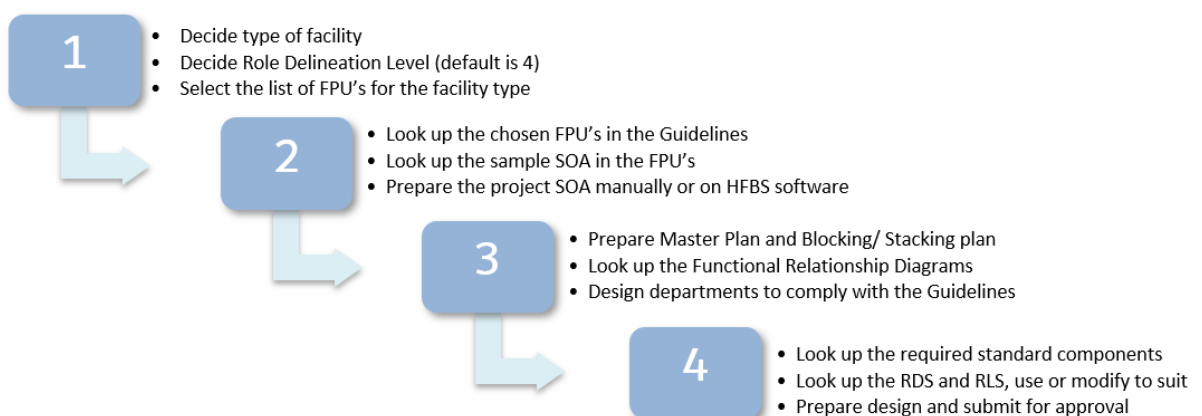 1
• Decide type of facility
• Decide Role Delineation Level (default is 4)
• Select the list of FPU's for the facility type
2
• Look up the chosen FPU's in the Guidelines
• Look up the sample SOA in the FPU's
• Prepare the project SOA manually or on HFBS software
3
• Prepare Master Plan and Blocking/ Stacking plan
• Look up the Functional Relationship Diagrams
• Design departments to comply with the Guidelines
4
• Look up the required standard components
• Look up the RDS and RLS, use or modify to suit
• Prepare design and submit for approval